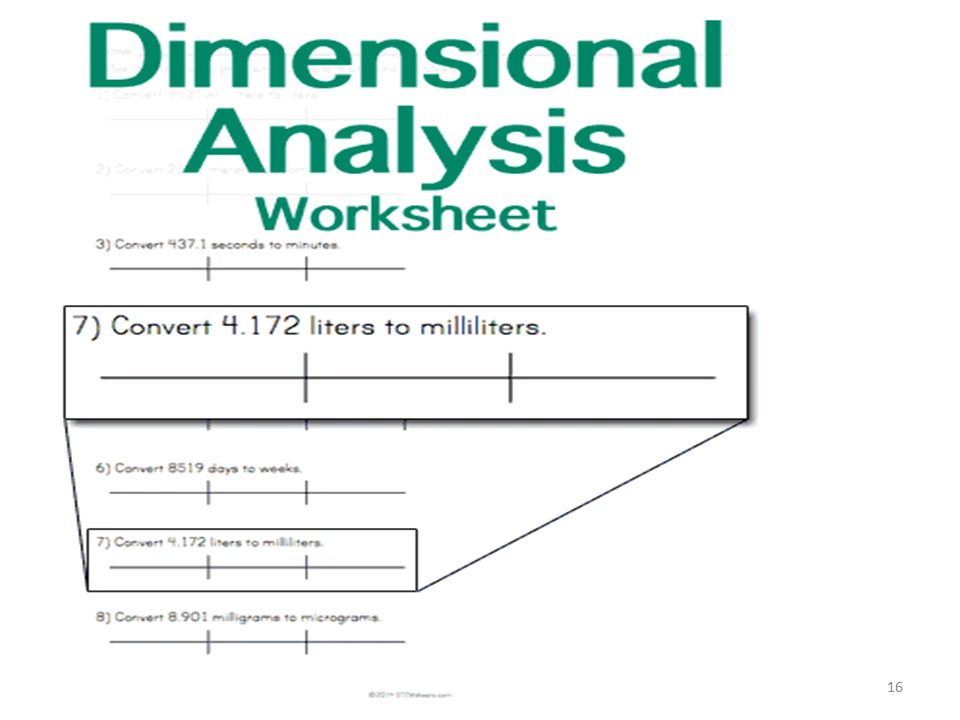 Dimensional
Analysis
Worksheet
3) Convert 437.1 seconds to minutes.
7) Convert 4.172 liters to milliliters.
6) Convert 8519 days to weeks.
7) Convert 4.172 liters to milliliters.
8) Convert 8.901 milligrams to micrograms.
16